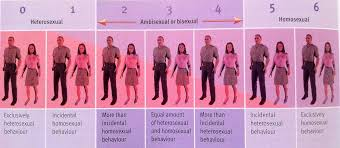 0 1 2 3 4 5 6
Heterosexual Ambisexual or bisexual Homosexual
Exclusively
heterosexual
behaviour
Incidental
homosexual
behaviour
More than
incidental
homosexual
behaviour
Equal amount
of heterosexual
and homosexual
behaviour
More than
incidental
heterosexual
behaviour
Incidental
heterosexual
behaviour
Exclusively
homosexual
behaviour